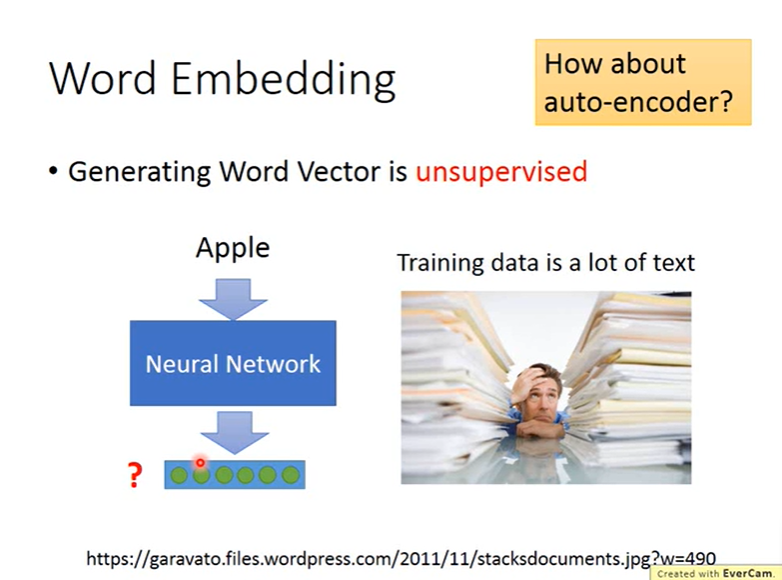 Word Embedding
How about
auto-encoder?
• Generating Word Vector is unsupervised
Apple
Training data is a lot of text
Neural Network
?
https://garavato.files.wordpress.com/2011/11/stacksdocuments.jpg?w=490
Created with EverCam.